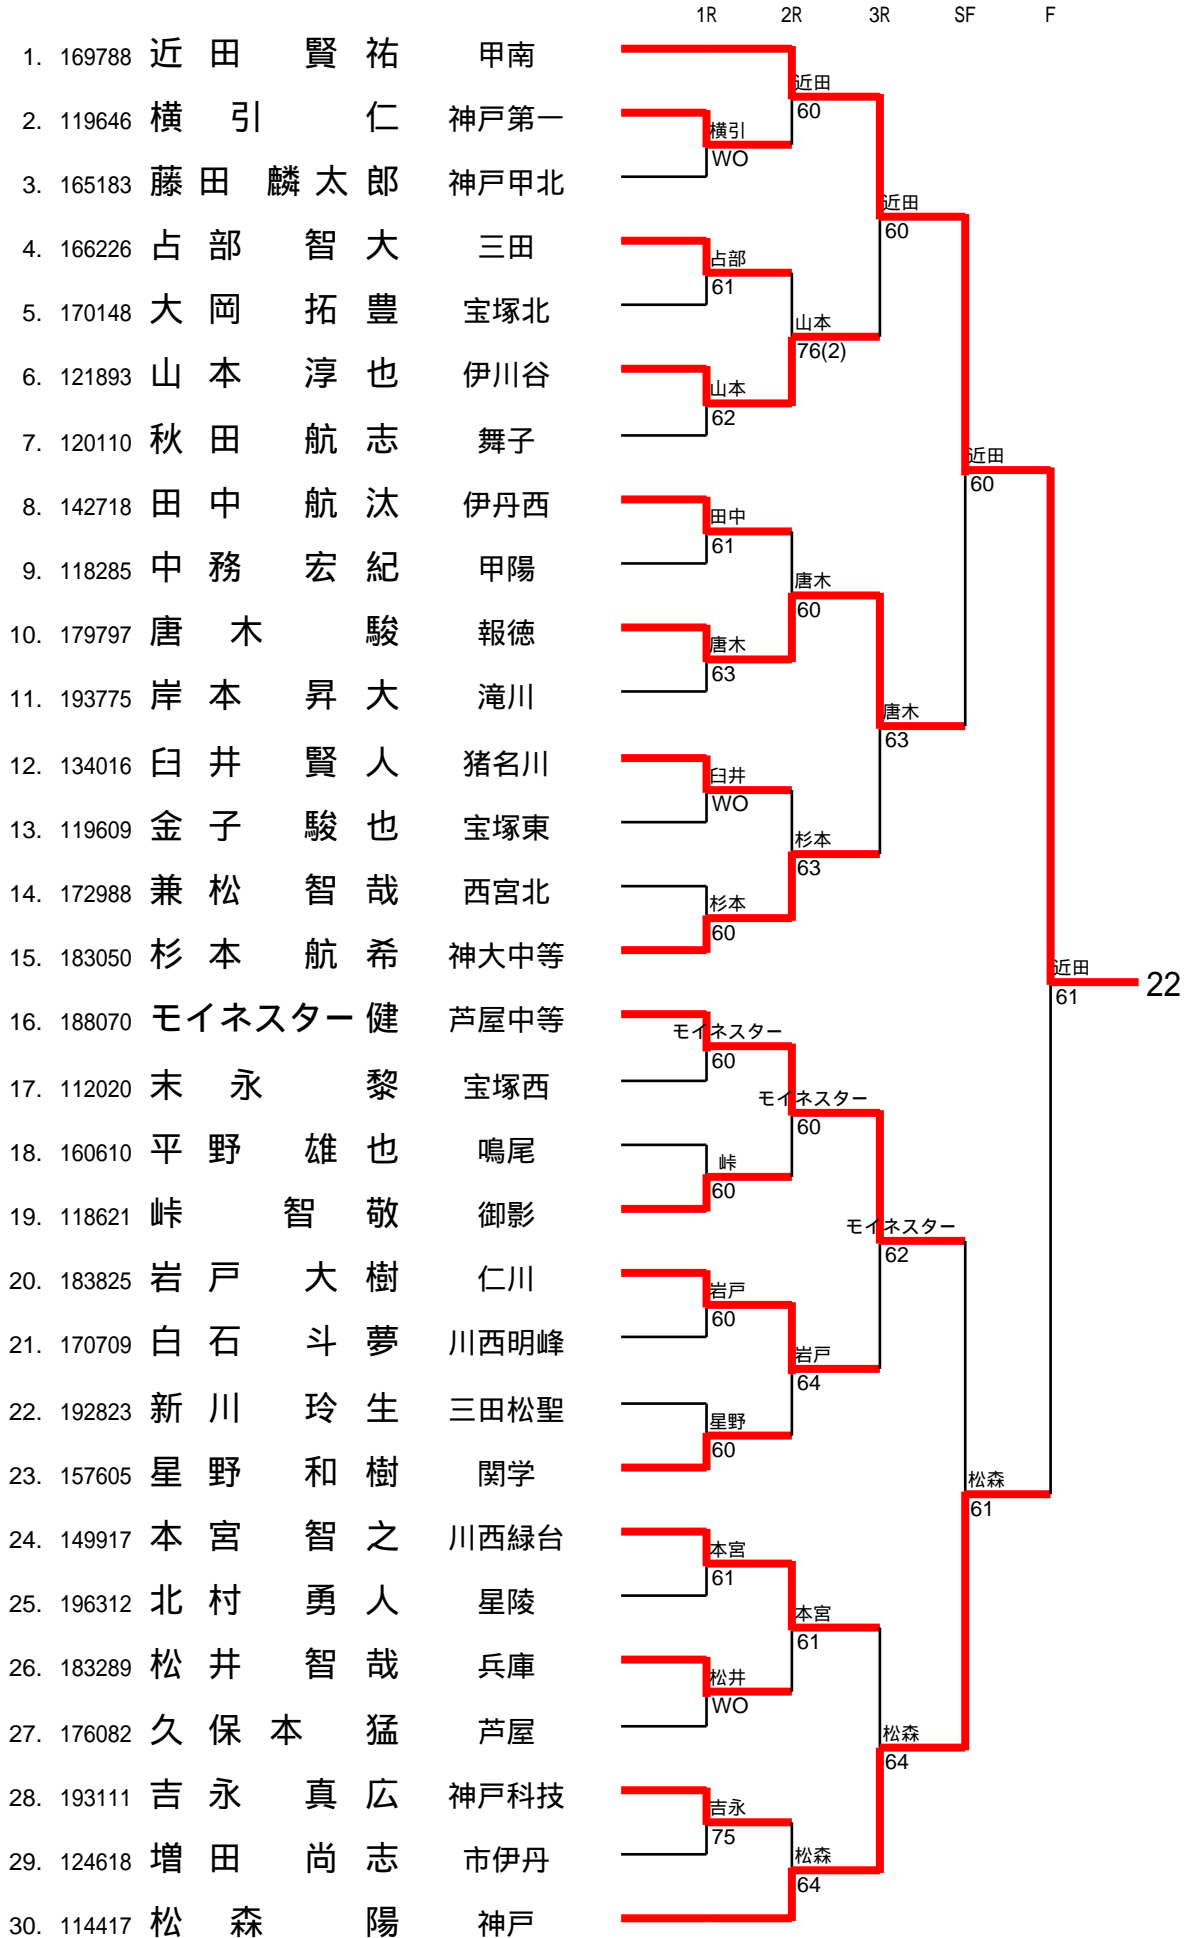 1R 2R 3R SF F
1. 169788 近田 賢祐 甲南
近田
60
2. 119646 横引 仁 神戸第一
横引
WO
3. 165183 藤田 麟太郎 神戸甲北
近田
60
4. 166226 占部 智大 三田
占部
61
5. 170148 大岡 拓豊 宝塚北
山本
76(2)
6. 121893 山本 淳也 伊川谷
山本
62
7. 120110 秋田 航志 舞子
近田
60
8. 142718 田中 航汰 伊丹西
田中
61
9. 118285 中務 宏紀 甲陽
唐木
60
10. 179797 唐木 駿 報徳
唐木
63
11. 193775 岸本 昇大 滝川
唐木
63
12. 134016 臼井 賢人 猪名川
臼井
WO
13. 119609 金子 駿也 宝塚東
杉本
63
14. 172988 兼松 智哉 西宮北
杉本
60
15. 183050 杉本 航希 神大中等
近田
61
22
16. 188070 モイネスター 健 芦屋中等
モイネスター
60
17. 112020 末永 黎 宝塚西
モイネスター
60
18. 160610 平野 雄也 鳴尾
峠
60
19. 118621 峠 智敬 御影
モイネスター
62
20. 183825 岩戸 大樹 仁川
岩戸
60
21. 170709 白石 斗夢 川西明峰
岩戸
64
22. 192823 新川 玲生 三田松聖
星野
60
23. 157605 星野 和樹 関学
松森
61
24. 149917 本宮 智之 川西緑台
本宮
61
25. 196312 北村 勇人 星陵
本宮
61
26. 183289 松井 智哉 兵庫
松井
WO
27. 176082 久保本 猛 芦屋
松森
64
28. 193111 吉永 真広 神戸科技
吉永
75
29. 124618 増田 尚志 市伊丹
松森
64
30. 114417 松森 陽 神戸